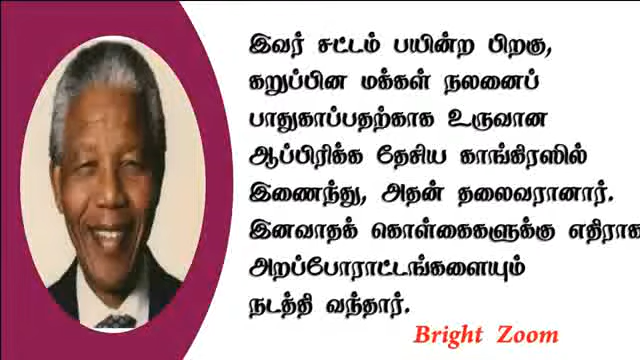 இவர் சட்டம் பயின்ற பிறகு,
கறுப்பின மக்கள் நலனைப்
பாதுகாப்பதற்காக உருவான
ஆப்பிரிக்க தேசிய காங்கிரஸில்
இணைந்து, அதன் தலைவரானார்.
இனவாதக் கொள்கைகளுக்கு எதிராக
அறப்போராட்டங்களையும்
நடத்தி வந்தார்.
Bright Zoom